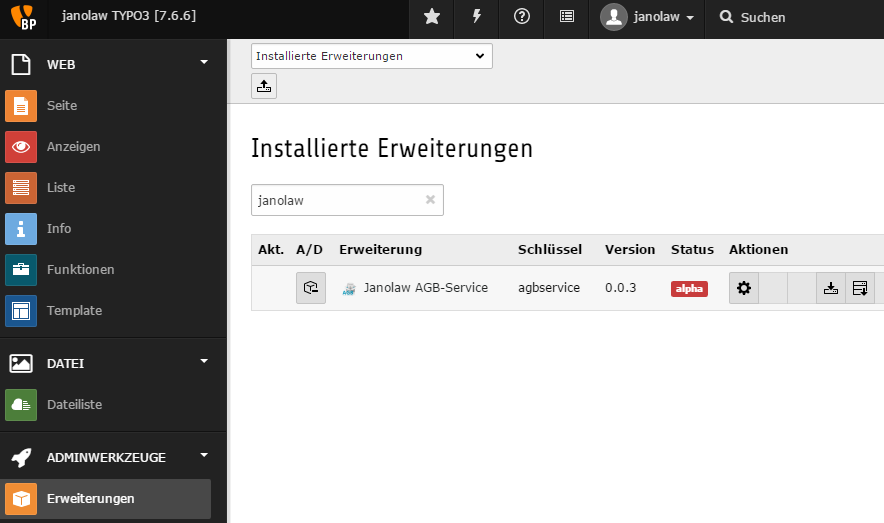 BP
janolaw TYPO3 [7.6.6]
janolaw
Suchen
WEB
Seite
Anzeigen
Liste
Info
Funktionen
Template
DATEI
Dateiliste
ADMINWERKZEUGE
Erweiterungen
Installierte Erweiterungen
Installierte Erweiterungen
janolaw
Akt. A/D Erweiterung Schlüssel Version Status Aktionen
Janolaw AGB-Service agbservice 0.0.3 alpha